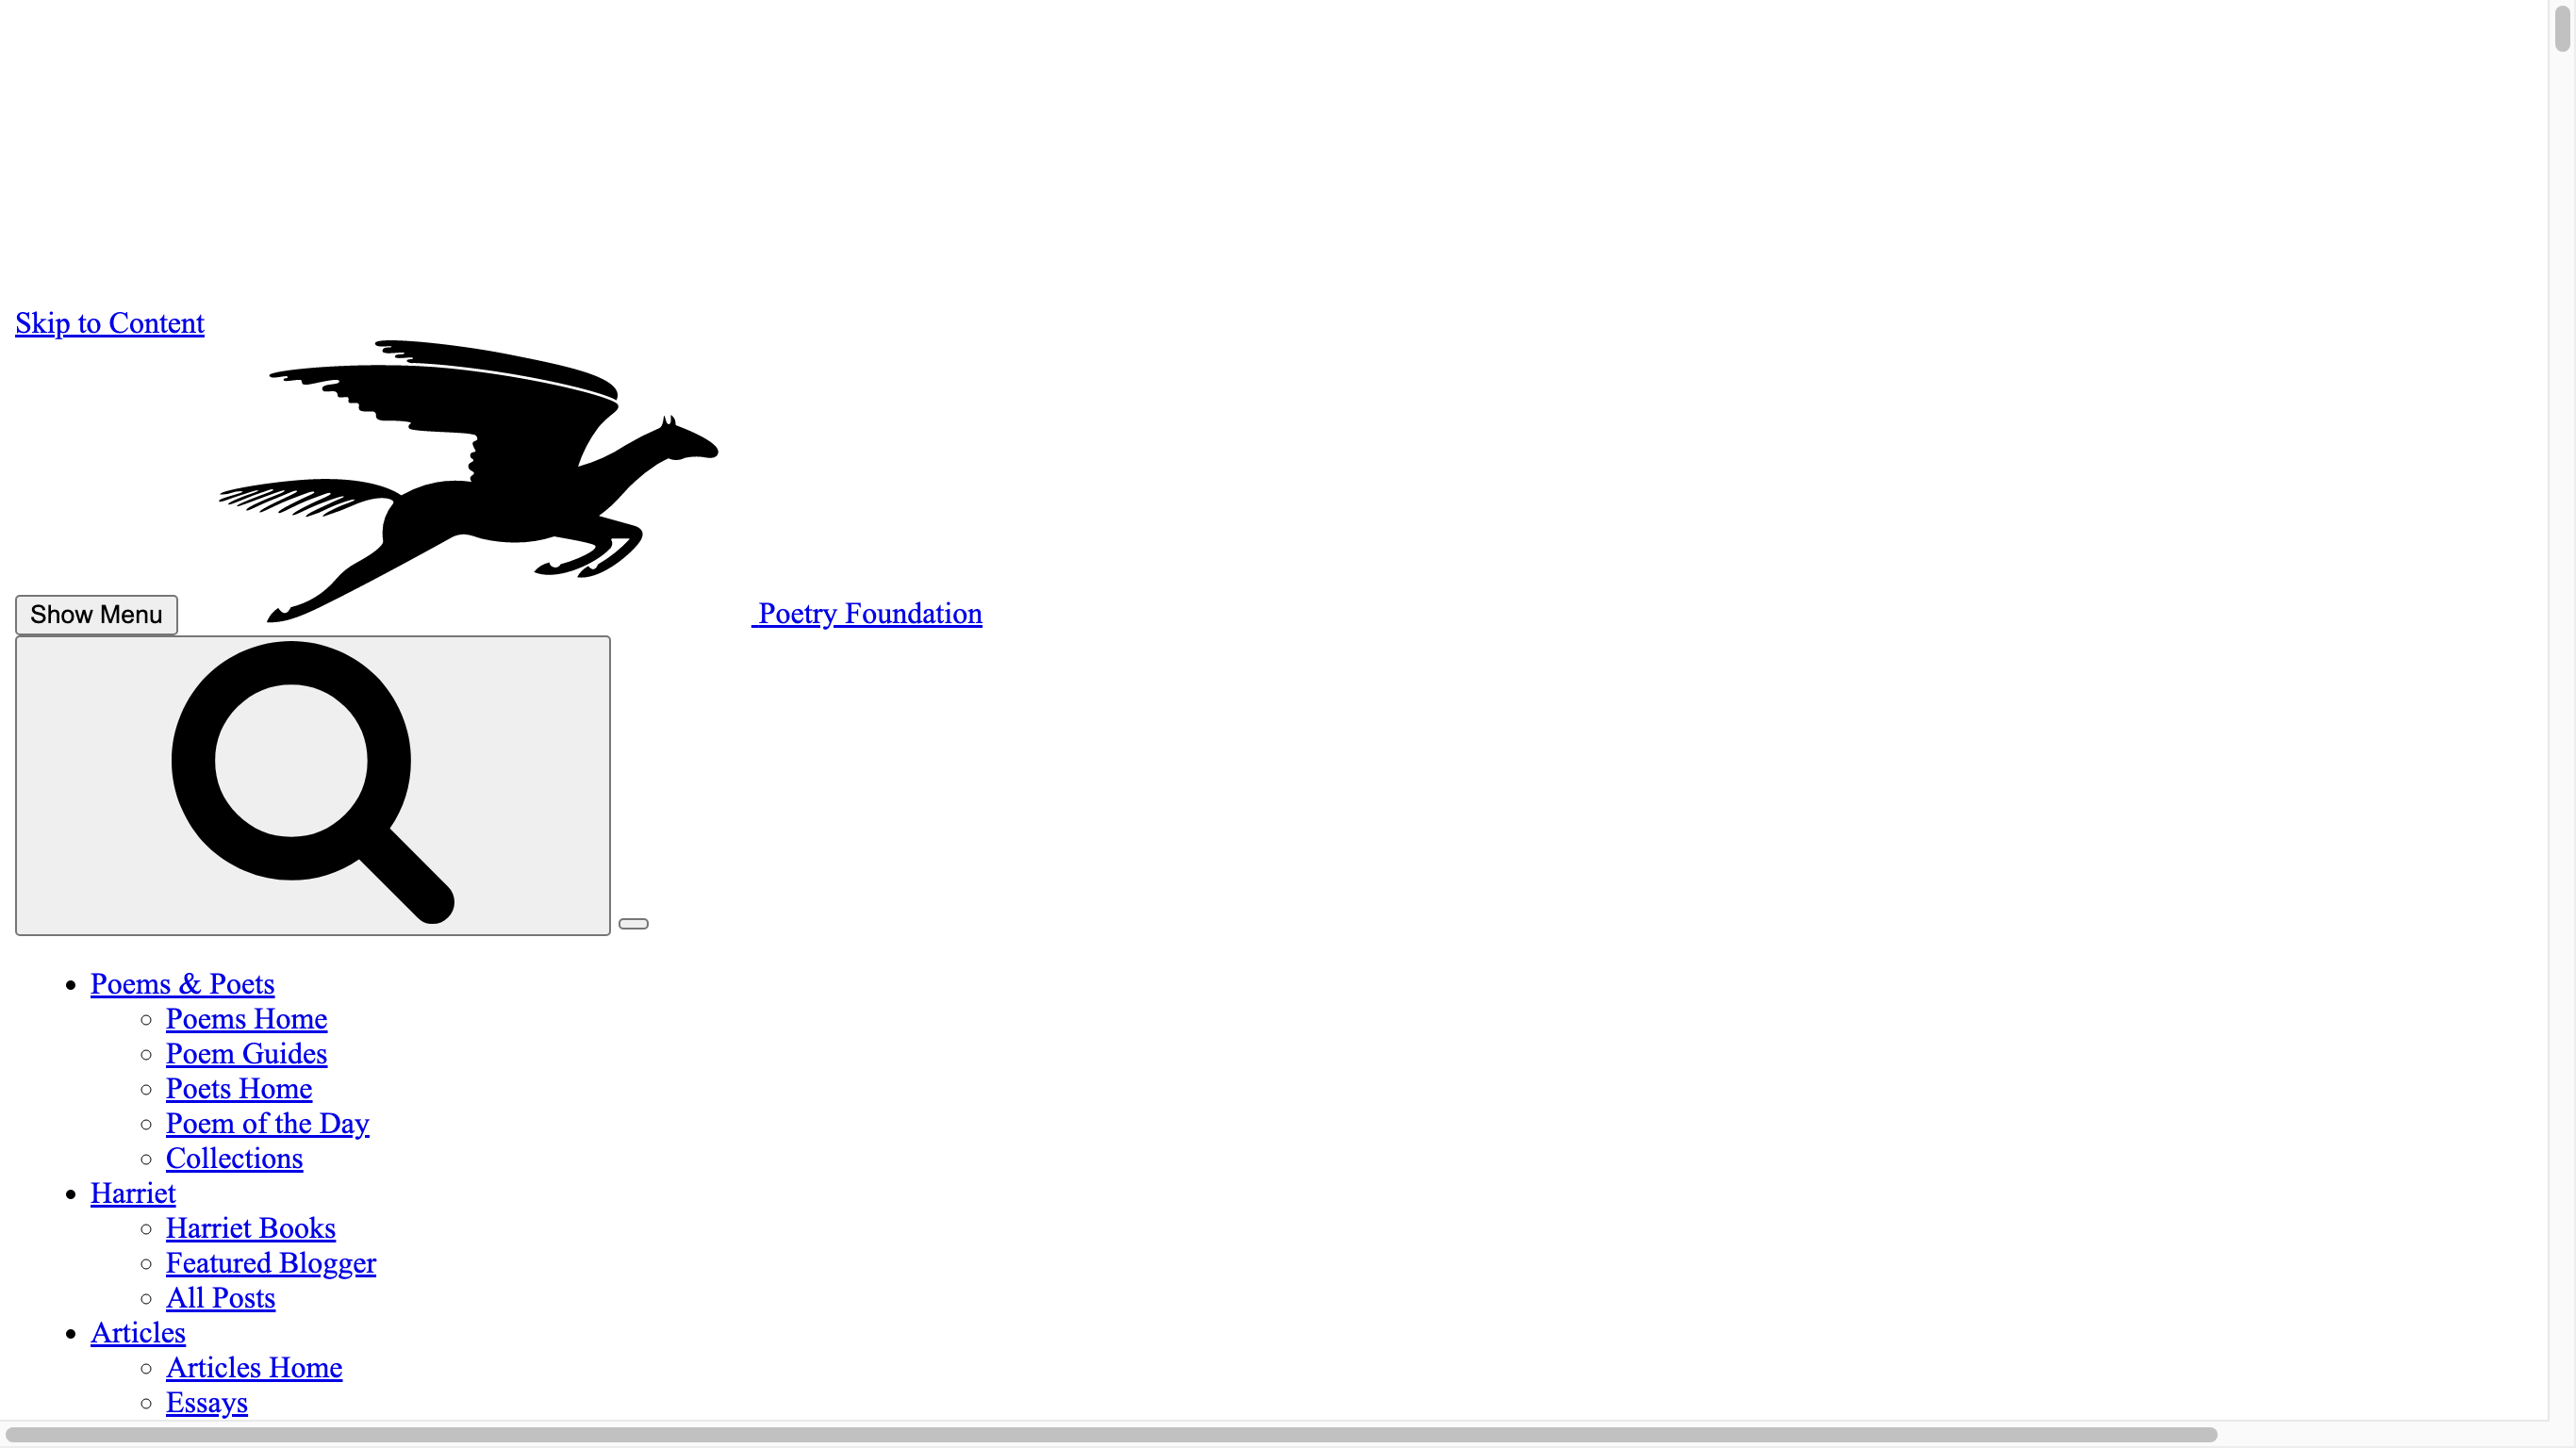 Skip to Content
Show Menu Poetry Foundation
Poems & Poets
Poems Home
Poem Guides
Poets Home
Poem of the Day
Collections
Harriet
Harriet Books
Featured Blogger
All Posts
Articles
Articles Home
Essays